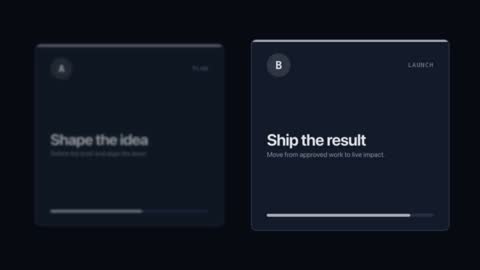 A
PLAN
Shape the idea
B
LAUNCH
Ship the result
Move from approved work to live impact.